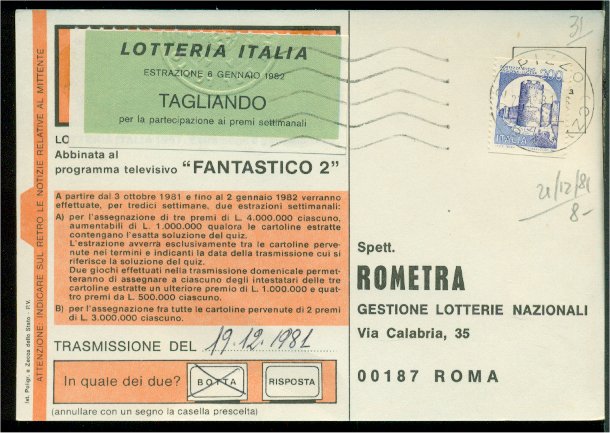 LOTTERIA ITALIA
ESTRAZIONE 6 GENNAIO 1982
TAGLIANDO
per la partecipazione ai premi settimanali
LO
Abbinata al
programma televisivo "FANTASTICO 2"
A partire dal 3 ottobre 1981 e fino al 2 gennaio 1982 verranno
effettuate, per tredici settimane, due estrazioni settimanali:
A) per l'assegnazione di tre premi di L. 4.000.000 ciascuno,
aumentabili di L. 1.000.000 qualora le cartoline estratte
contengano l'esatta soluzione del quiz.
L'estrazione avverrà esclusivamente tra le cartoline perve-
nute nei termini e indicanti la data della trasmissione cui si
riferisce la soluzione del quiz.
Due giochi effettuati nella trasmissione domenicale permet-
teranno di assegnare a ciascuno degli intestatari delle tre
cartoline estratte un ulteriore premio di L. 1.000.000 e quat-
tro premi da L. 500.000 ciascuno.
B) per l'assegnazione fra tutte le cartoline pervenute di 2 premi
di L. 3.000.000 ciascuno.
TRASMISSIONE DEL 19.12.1981
In quale dei due? BOTTA RISPOSTA
(annullare con un segno la casella prescelta)
ATTENZIONE: INDICARE SUL RETRO LE NOTIZIE RELATIVE AL MITTENTE
Ist. Poligr. e Zecca dello Stato - P.V.
31
PIZZO
ITALIA
21/12/81
8-
Spett.
ROMETRA
GESTIONE LOTTERIE NAZIONALI
Via Calabria, 35
00187 ROMA